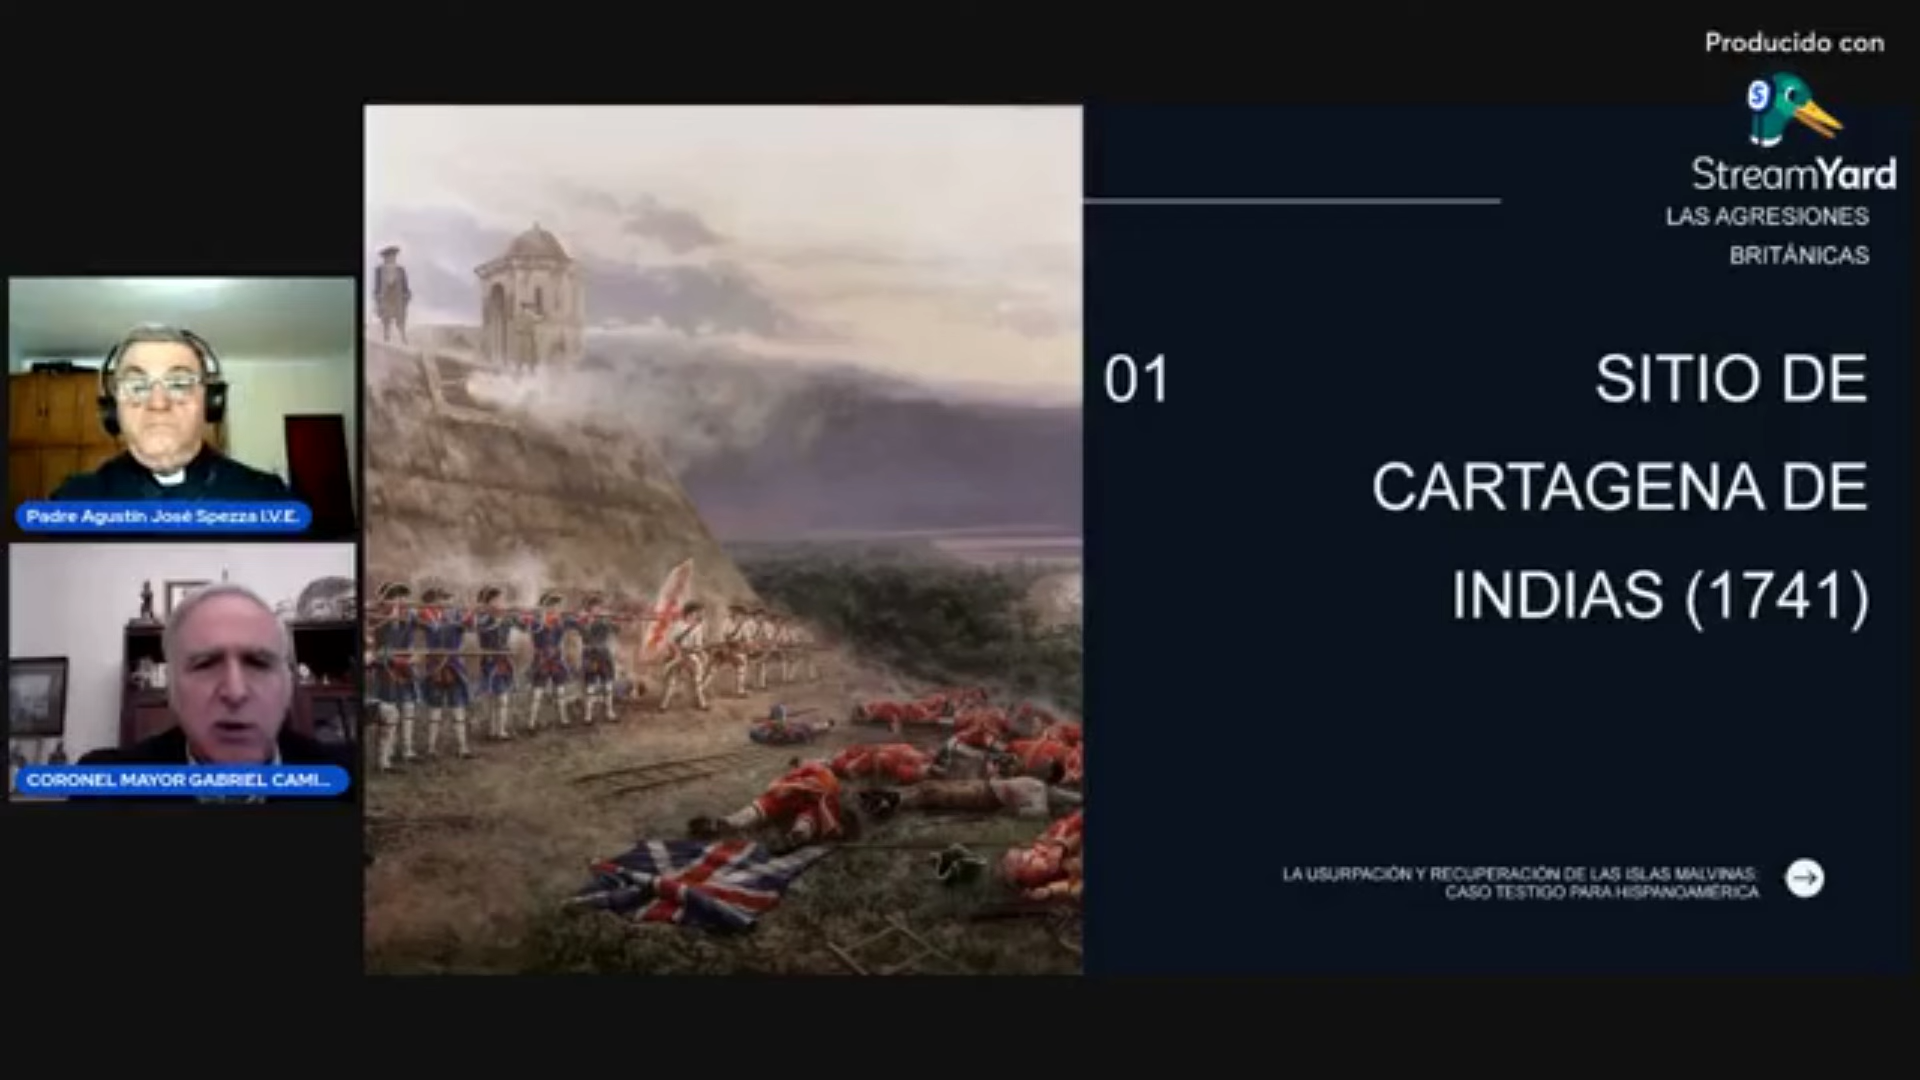 Producido con
StreamYard
LAS AGRESIONES
BRITÁNICAS
01
SITIO DE
CARTAGENA DE
INDIAS (1741)
Padre Agustín José Spezza I.V.E.
CORONEL MAYOR GABRIEL CAMI...
LA USURPACIÓN Y RECUPERACIÓN DE LAS ISLAS MALVINAS:
CASO TESTIGO PARA HISPANOAMÉRICA